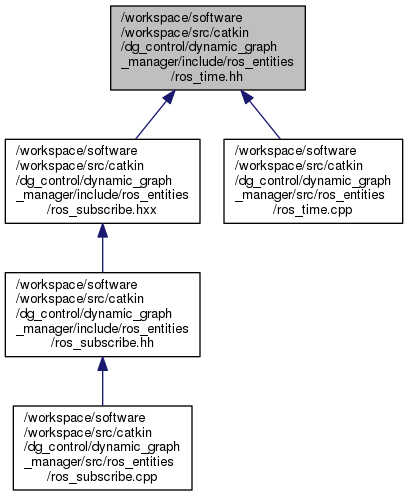 /workspace/software
/workspace/src/catkin
/dg_control/dynamic_graph
_manager/include/ros_entities
/ros_time.hh
/workspace/software
/workspace/src/catkin
/dg_control/dynamic_graph
_manager/include/ros_entities
/ros_subscribe.hxx
/workspace/software
/workspace/src/catkin
/dg_control/dynamic_graph
_manager/src/ros_entities
/ros_time.cpp
/workspace/software
/workspace/src/catkin
/dg_control/dynamic_graph
_manager/include/ros_entities
/ros_subscribe.hh
/workspace/software
/workspace/src/catkin
/dg_control/dynamic_graph
_manager/src/ros_entities
/ros_subscribe.cpp